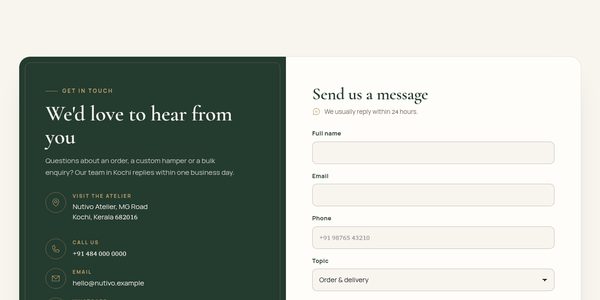 GET IN TOUCH
We'd love to hear from
you
Questions about an order, a custom hamper or a bulk
enquiry? Our team in Kochi replies within one business day.
VISIT THE ATELIER
Nutivo Atelier, MG Road
Kochi, Kerala 682016
CALL US
+91 484 000 0000
EMAIL
hello@nutivo.example
Send us a message
We usually reply within 24 hours.
Full name
Email
Phone
+91 98765 43210
Topic
Order & delivery